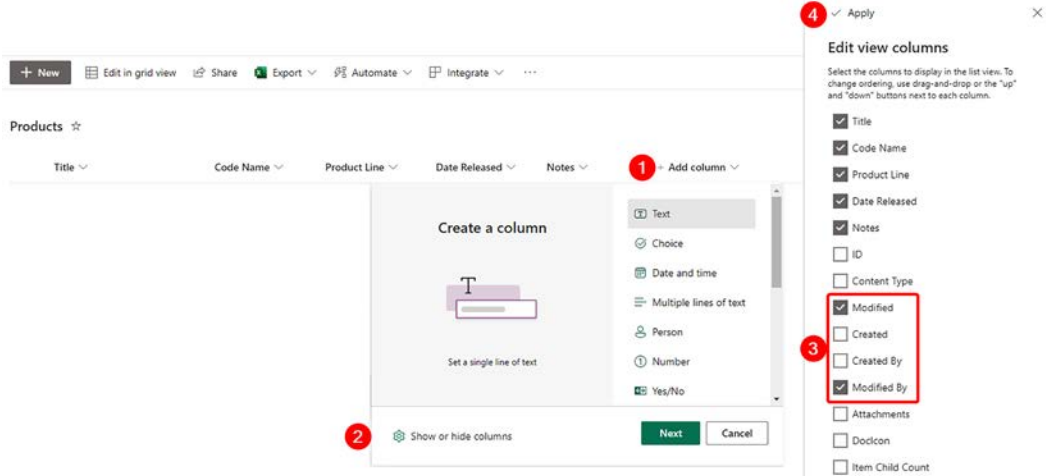 4 Apply
Edit view columns
Select the columns to display in the list view. To
change ordering, use drag-and-drop or the "up"
and "down" buttons next to each column.
+ New Edit in grid view Share Export Automate Integrate ...
Products
Title Code Name Product Line Date Released Notes 1 + Add column
Create a column
Set a single line of text
Text
Choice
Date and time
Multiple lines of text
Person
Number
Yes/No
2 Show or hide columns Next Cancel
Title
Code Name
Product Line
Date Released
Notes
ID
Content Type
3
Modified
Created
Created By
Modified By
Attachments
DocIcon
Item Child Count